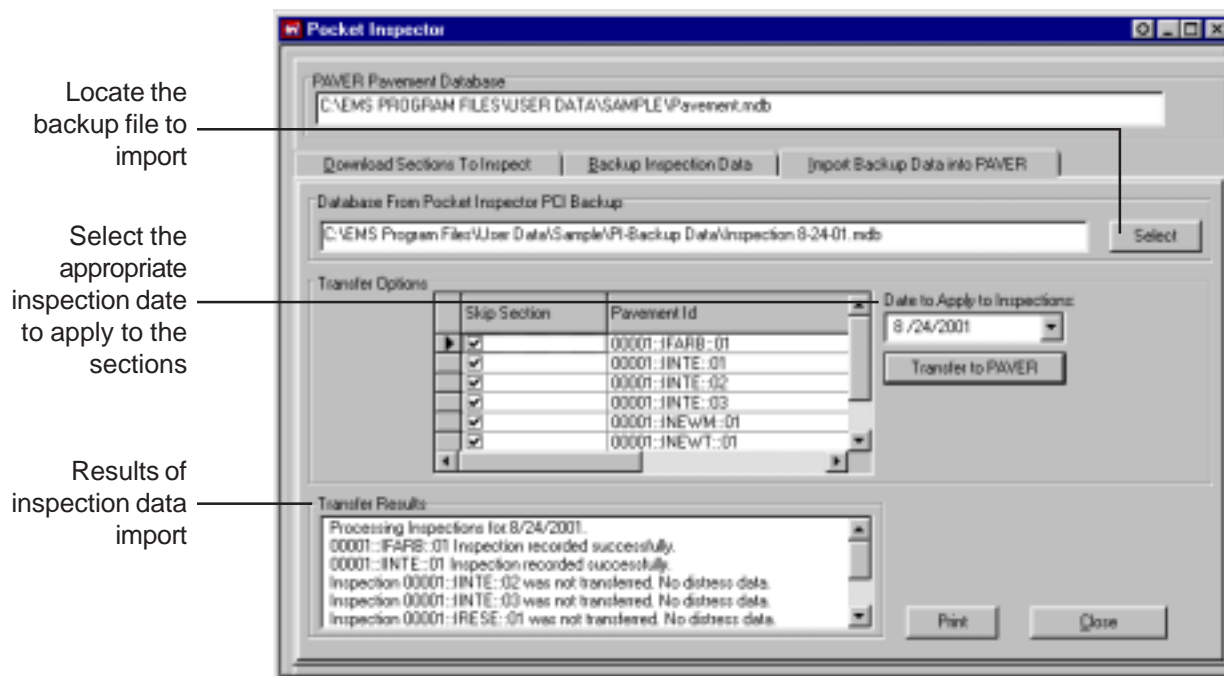 Pocket Inspector
PAVER Pavement Database
C:\EMS PROGRAM FILES\USER DATA\SAMPLE\Pavement.mdb
Locate the
backup file to
import
Download Sections To Inspect
Backup Inspection Data
Import Backup Data into PAVER
Database From Pocket Inspector PCI Backup
C:\EMS Program Files\User Data\Sample\PI-Backup Data\Inspection 8-24-01.mdb
Select
Select the
appropriate
inspection date
to apply to the
sections
Transfer Options
Skip Section Pavement Id
00001::IFARB::01
00001::IINTE::01
00001::IINTE::02
00001::IINTE::03
00001::INEWM::01
00001::INEWT::01
Date to Apply to Inspections:
8/24/2001
Transfer to PAVER
Results of
inspection data
import
Transfer Results
Processing Inspections for 8/24/2001.
00001::IFARB::01 Inspection recorded successfully.
00001::IINTE::01 Inspection recorded successfully.
Inspection 00001::IINTE::02 was not transferred. No distress data.
Inspection 00001::IINTE::03 was not transferred. No distress data.
Inspection 00001::IRESE::01 was not transferred. No distress data.
Print
Close